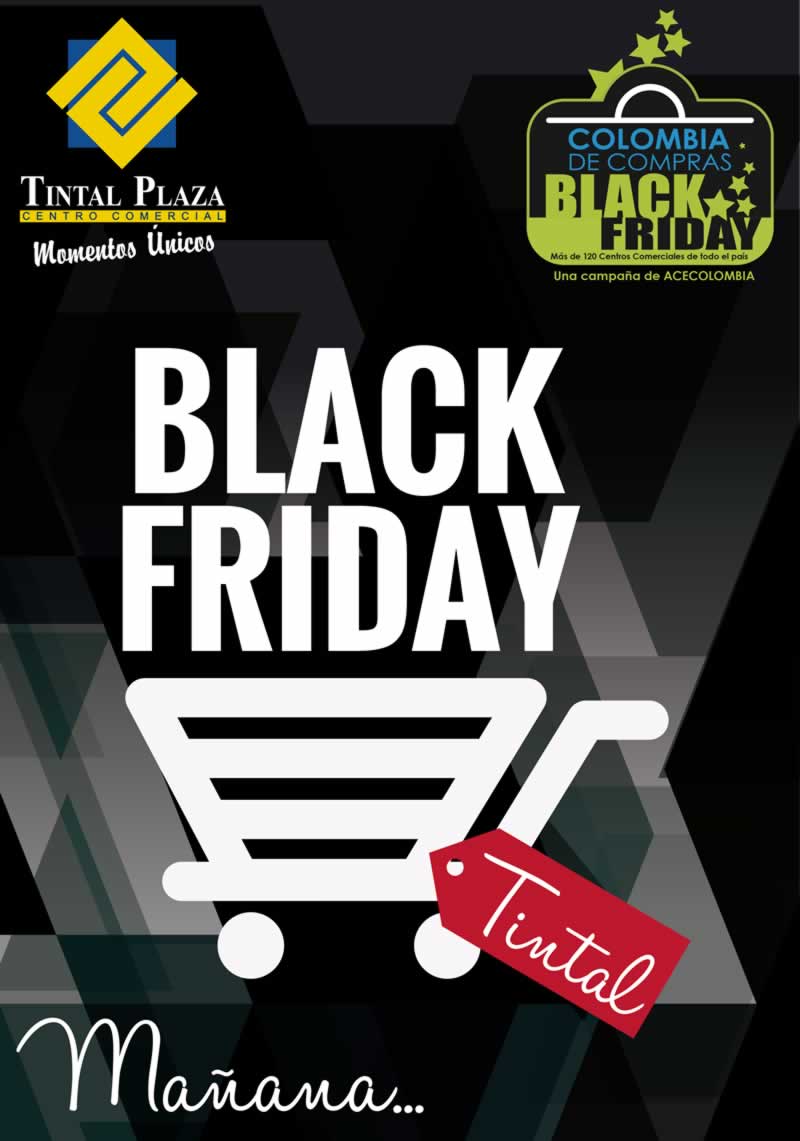 TINTAL PLAZA
CENTRO COMERCIAL
Momentos Únicos
COLOMBIA
DE COMPRAS
BLACK
FRIDAY
Más de 120 Centros Comerciales de todo el país
Una campaña de ACECOLOMBIA
BLACK
FRIDAY
Tintal
Mañana...